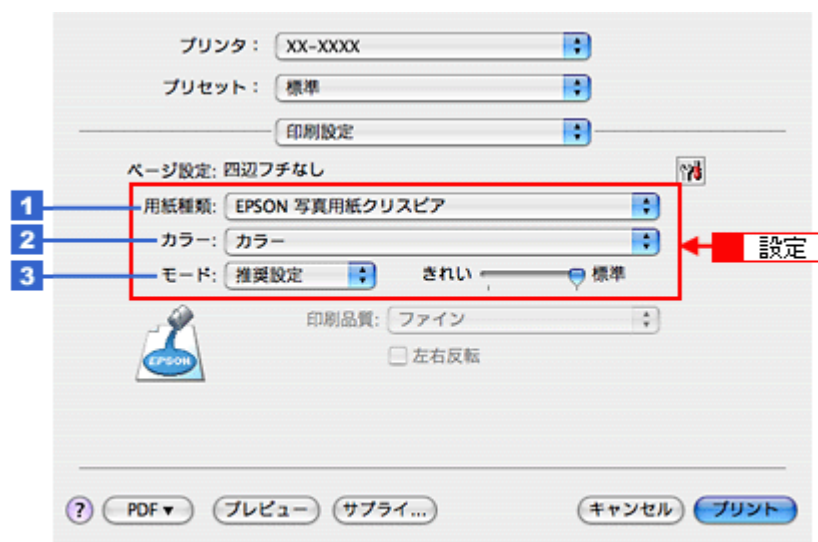 プリンタ： XX-XXXX
プリセット： 標準
印刷設定
ページ設定: 四辺フチなし
1 用紙種類: EPSON 写真用紙クリスピア
2 カラー: カラー
設定
3 モード: 推奨設定 きれい 標準
印刷品質: ファイン
EPSON
左右反転
? PDF▼ プレビュー サプライ... キャンセル プリント